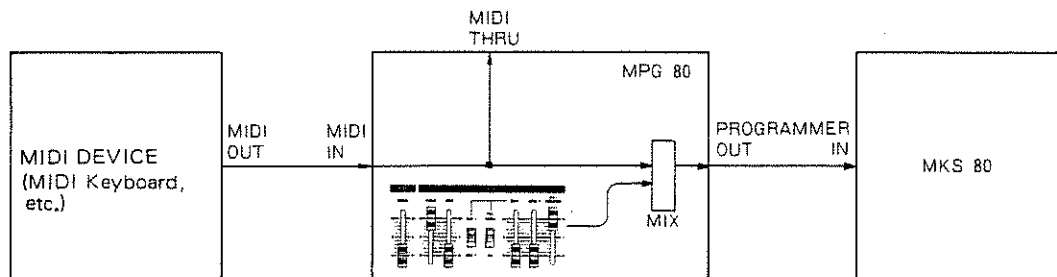 MIDI
THRU
MPG 80
MIDI
OUT
MIDI
IN
PROGRAMMER
OUT IN
MIDI DEVICE
(MIDI Keyboard,
etc.)
MKS 80
MIX